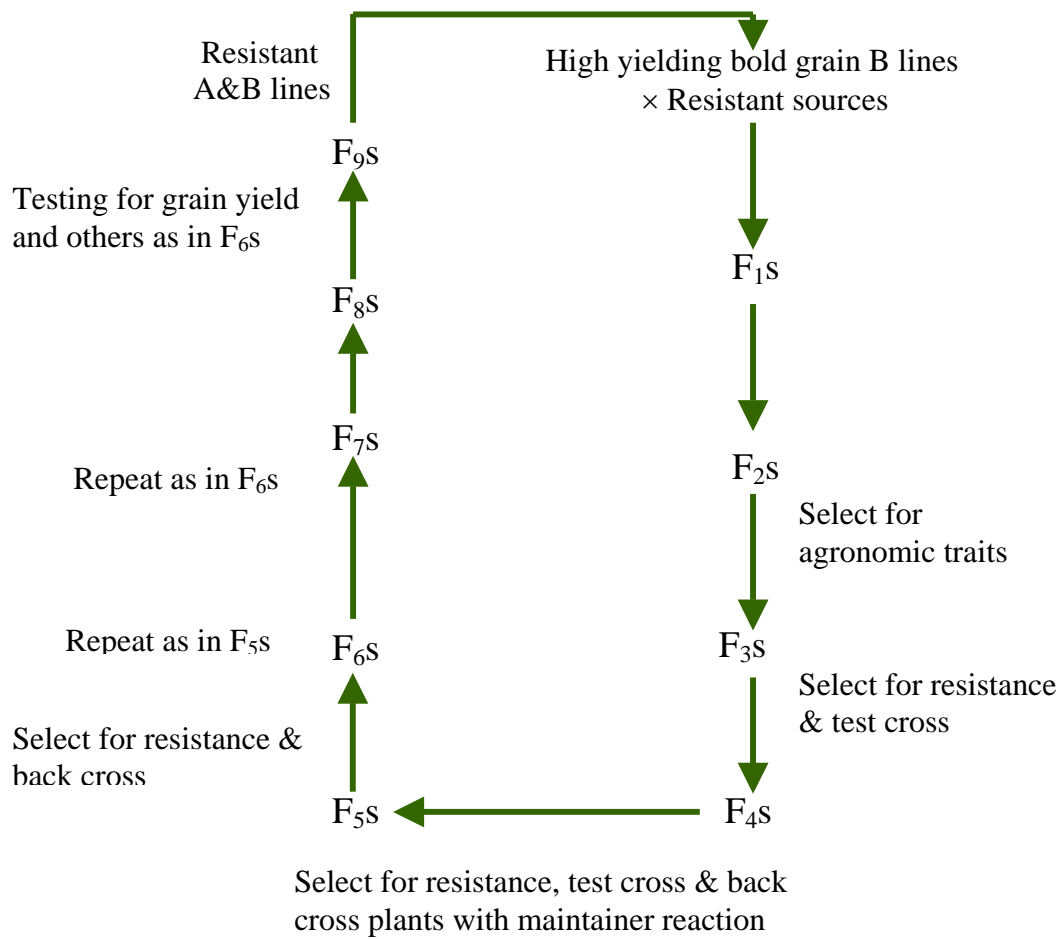 High yielding bold grain B lines
× Resistant sources
F₁s
F₂s
Select for
agronomic traits
F₃s
Select for resistance
& test cross
F₄s
Select for resistance, test cross & back
cross plants with maintainer reaction
F₅s
Select for resistance &
back cross
F₆s
Repeat as in F₅s
Repeat as in F₆s
F₇s
F₈s
Testing for grain yield
and others as in F₆s
F₉s
Resistant
A&B lines